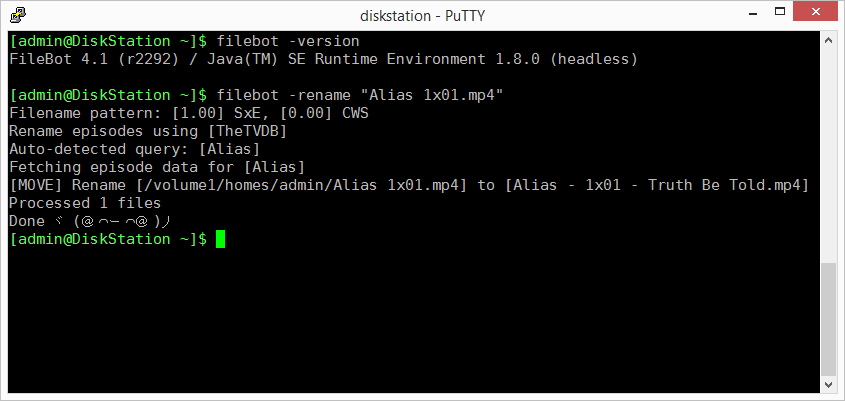 diskstation - PuTTY
[admin@DiskStation ~]$ filebot -version
FileBot 4.1 (r2292) / Java(TM) SE Runtime Environment 1.8.0 (headless)
[admin@DiskStation ~]$ filebot -rename "Alias 1x01.mp4"
Filename pattern: [1.00] SxE, [0.00] CWS
Rename episodes using [TheTVDB]
Auto-detected query: [Alias]
Fetching episode data for [Alias]
[MOVE] Rename [/volume1/homes/admin/Alias 1x01.mp4] to [Alias - 1x01 - Truth Be Told.mp4]
Processed 1 files
Done ヾ(@⌒ー⌒@)ノ
[admin@DiskStation ~]$